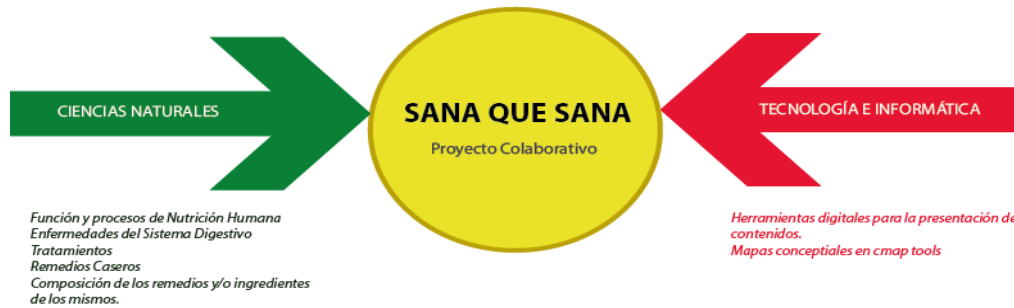 CIENCIAS NATURALES
SANA QUE SANA
Proyecto Colaborativo
TECNOLOGÍA E INFORMÁTICA
Función y procesos de Nutrición Humana
Enfermedades del Sistema Digestivo
Tratamientos
Remedios Caseros
Composición de los remedios y/o ingredientes
de los mismos.
Herramientas digitales para la presentación de
contenidos.
Mapas conceptiales en cmap tools